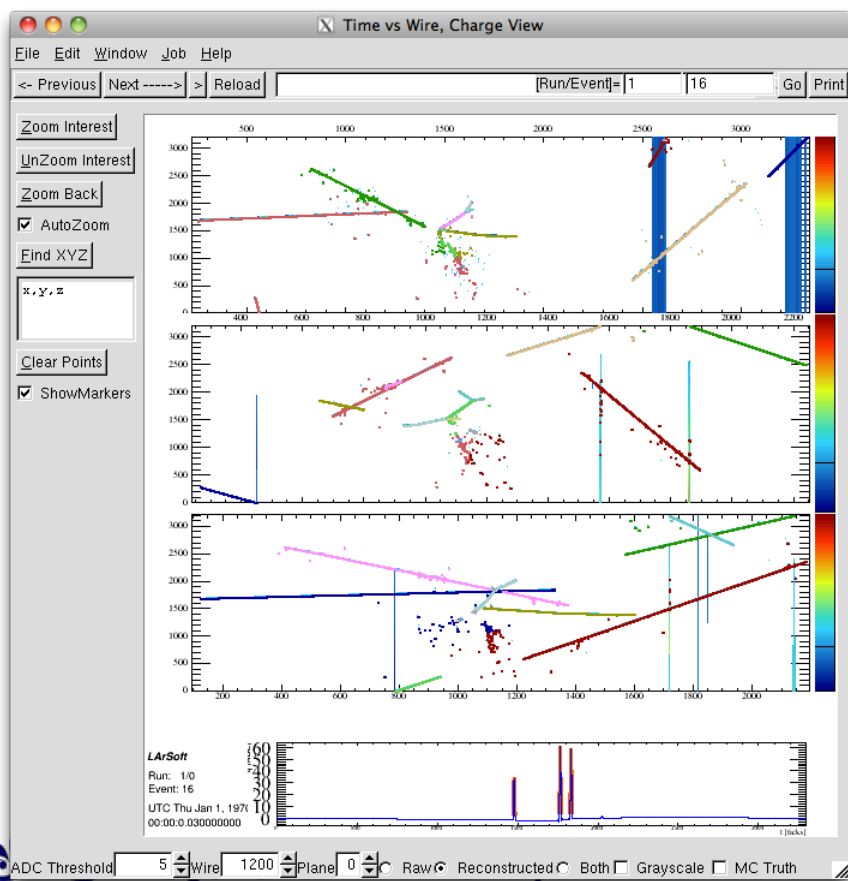 Time vs Wire, Charge View
File Edit Window Job Help
<- Previous Next -----> > Reload [Run/Event]= 1 16 Go Print
Zoom Interest
UnZoom Interest
Zoom Back
AutoZoom
Find XYZ
x,y,z
Clear Points
ShowMarkers
500 1000 1500 2000 2500 3000
3000
2500
2000
1500
1000
500
0
400 600 800 1000 1200 1400 1600 1800 2000 2200
3000
2500
2000
1500
1000
500
0
3000
2500
2000
1500
1000
500
0
200 400 600 800 1000 1200 1400 1600 1800 2000
LArSoft
Run: 1/0
Event: 16
UTC Thu Jan 1, 1970
00:00:0.030000000
60
50
40
30
20
10
0
t [ticks]
ADC Threshold 5 Wire 1200 Plane 0 Raw Reconstructed Both Grayscale MC Truth